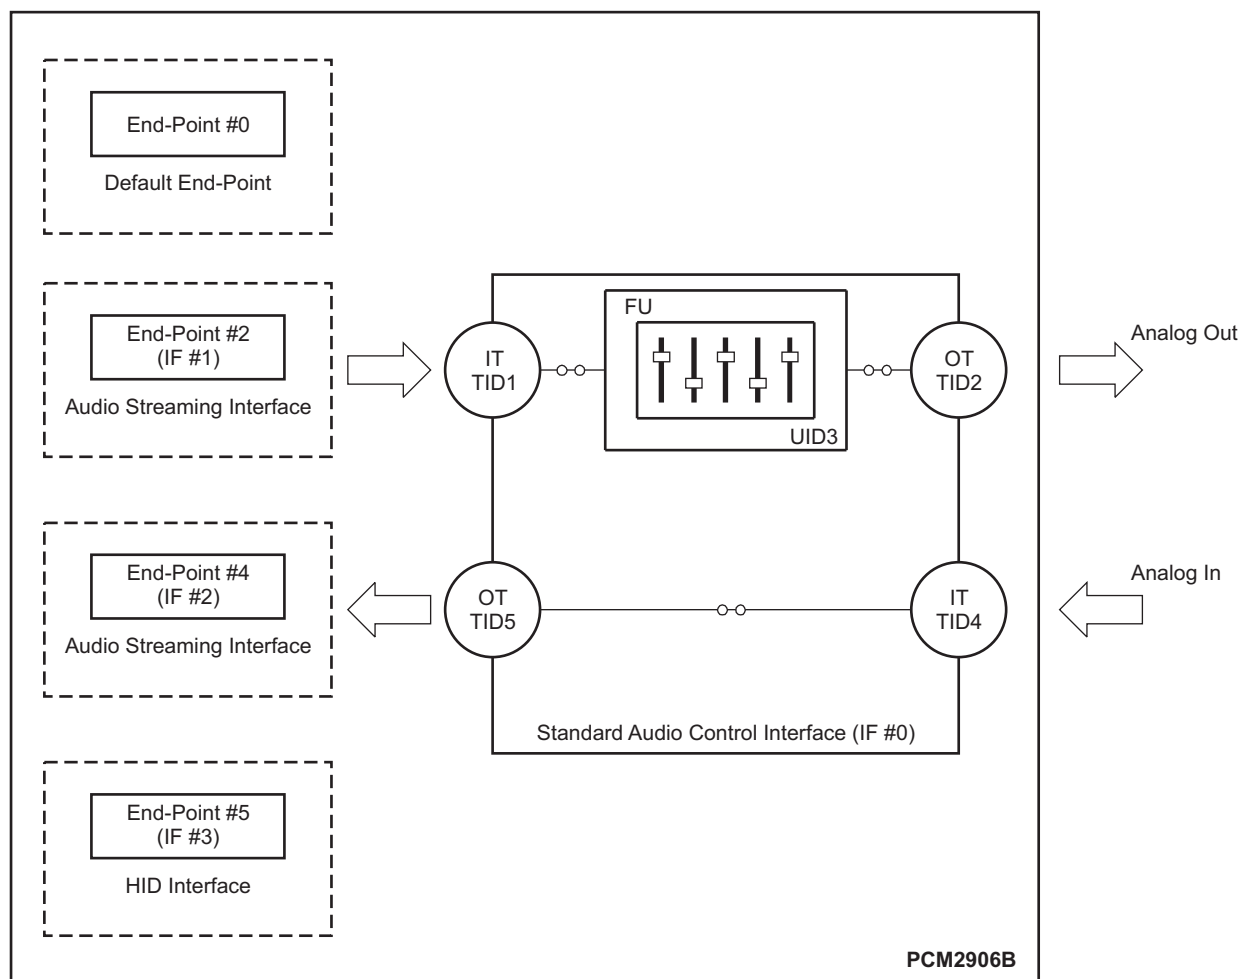 End-Point #0
Default End-Point
End-Point #2
(IF #1)
Audio Streaming Interface
IT
TID1
FU
UID3
OT
TID2
Analog Out
End-Point #4
(IF #2)
Audio Streaming Interface
OT
TID5
IT
TID4
Analog In
Standard Audio Control Interface (IF #0)
End-Point #5
(IF #3)
HID Interface
PCM2906B